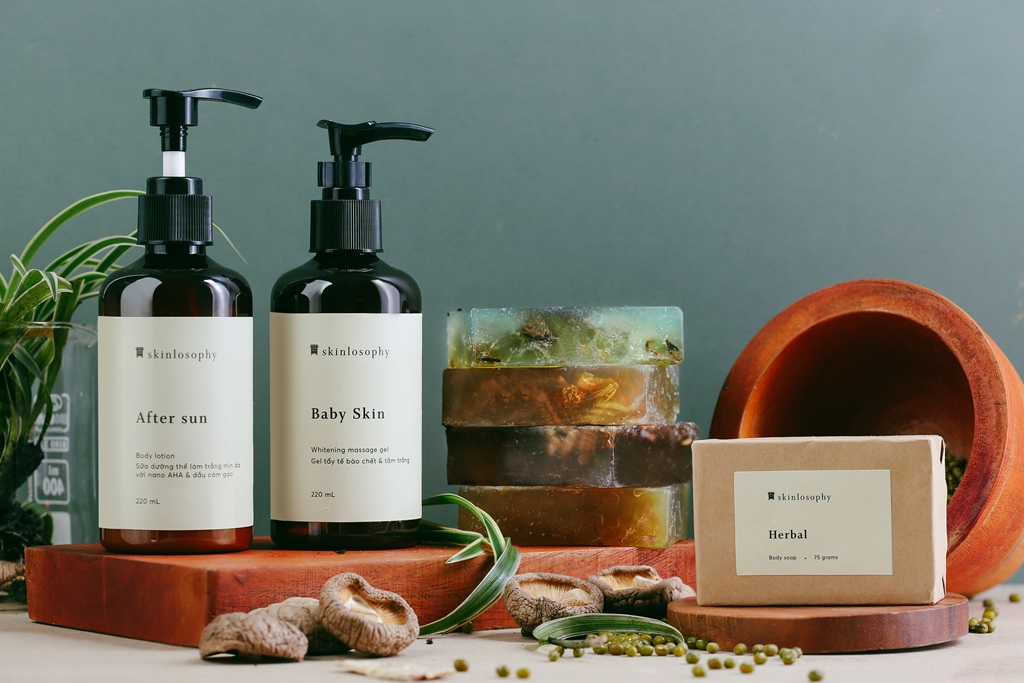 skinlosophy
After sun
Body lotion
Sữa dưỡng thể làm trắng mịn da
với nano AHA & dầu cám gạo
220 mL
skinlosophy
Baby Skin
Whitening massage gel
Gel tẩy tế bào chết & tắm trắng
220 mL
skinlosophy
Herbal
Body soap • 75 grams
400